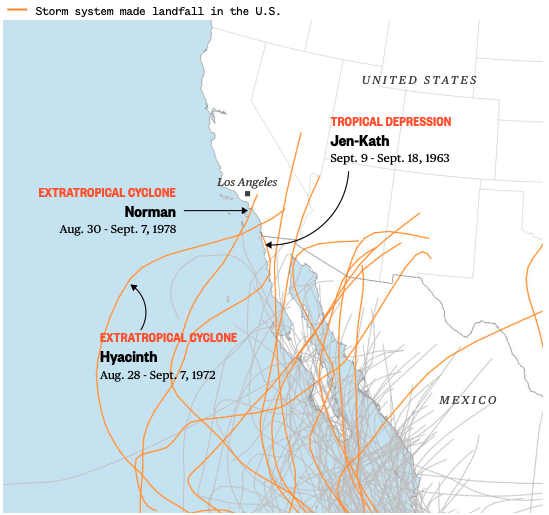 Storm system made landfall in the U.S.
UNITED STATES
TROPICAL DEPRESSION
Jen-Kath
Sept. 9 - Sept. 18, 1963
Los Angeles
EXTRATROPICAL CYCLONE
Norman
Aug. 30 - Sept. 7, 1978
EXTRATROPICAL CYCLONE
Hyacinth
Aug. 28 - Sept. 7, 1972
MEXICO